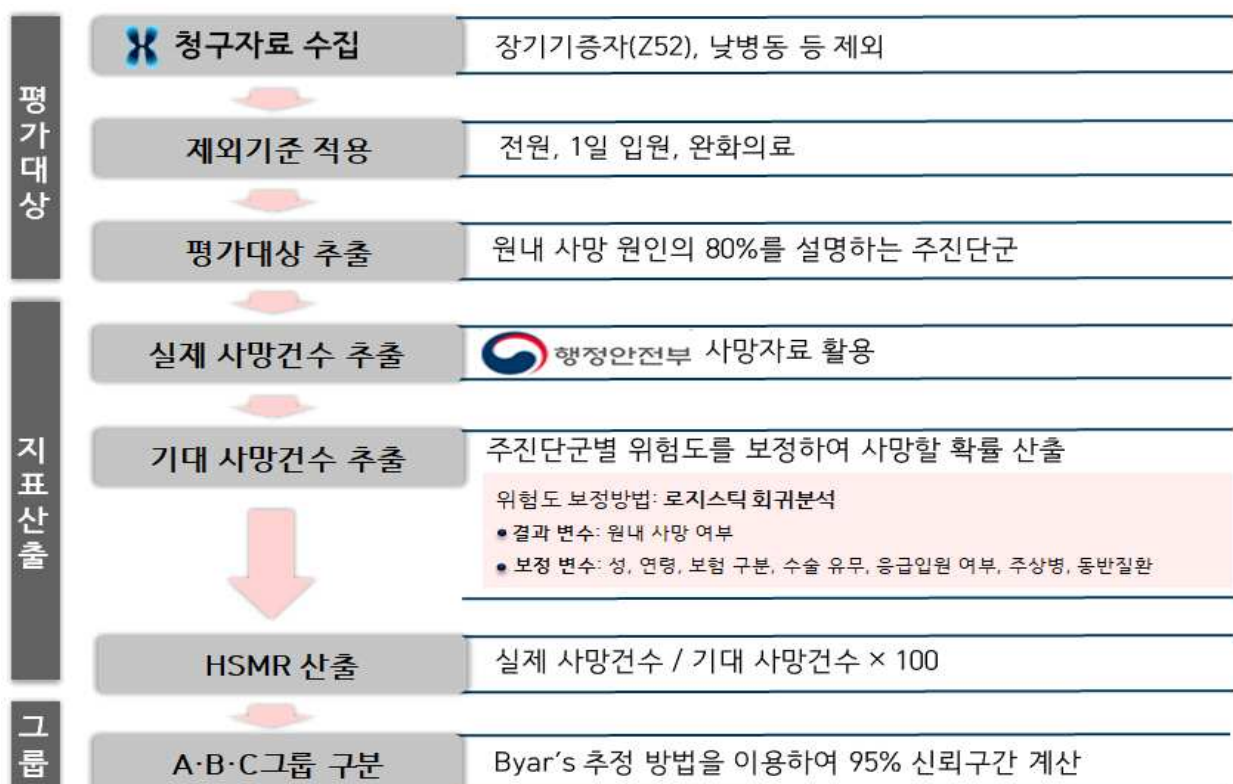 평가대상
청구자료 수집
장기기증자(Z52), 낮병동 등 제외
제외기준 적용
전원, 1일 입원, 완화의료
평가대상 추출
원내 사망 원인의 80%를 설명하는 주진단군
지표산출
실제 사망건수 추출
행정안전부 사망자료 활용
기대 사망건수 추출
주진단군별 위험도를 보정하여 사망할 확률 산출
위험도 보정방법: 로지스틱 회귀분석
• 결과 변수: 원내 사망 여부
• 보정 변수: 성, 연령, 보험 구분, 수술 유무, 응급입원 여부, 주상병, 동반질환
HSMR 산출
실제 사망건수 / 기대 사망건수 × 100
그룹
A·B·C그룹 구분
Byar's 추정 방법을 이용하여 95% 신뢰구간 계산